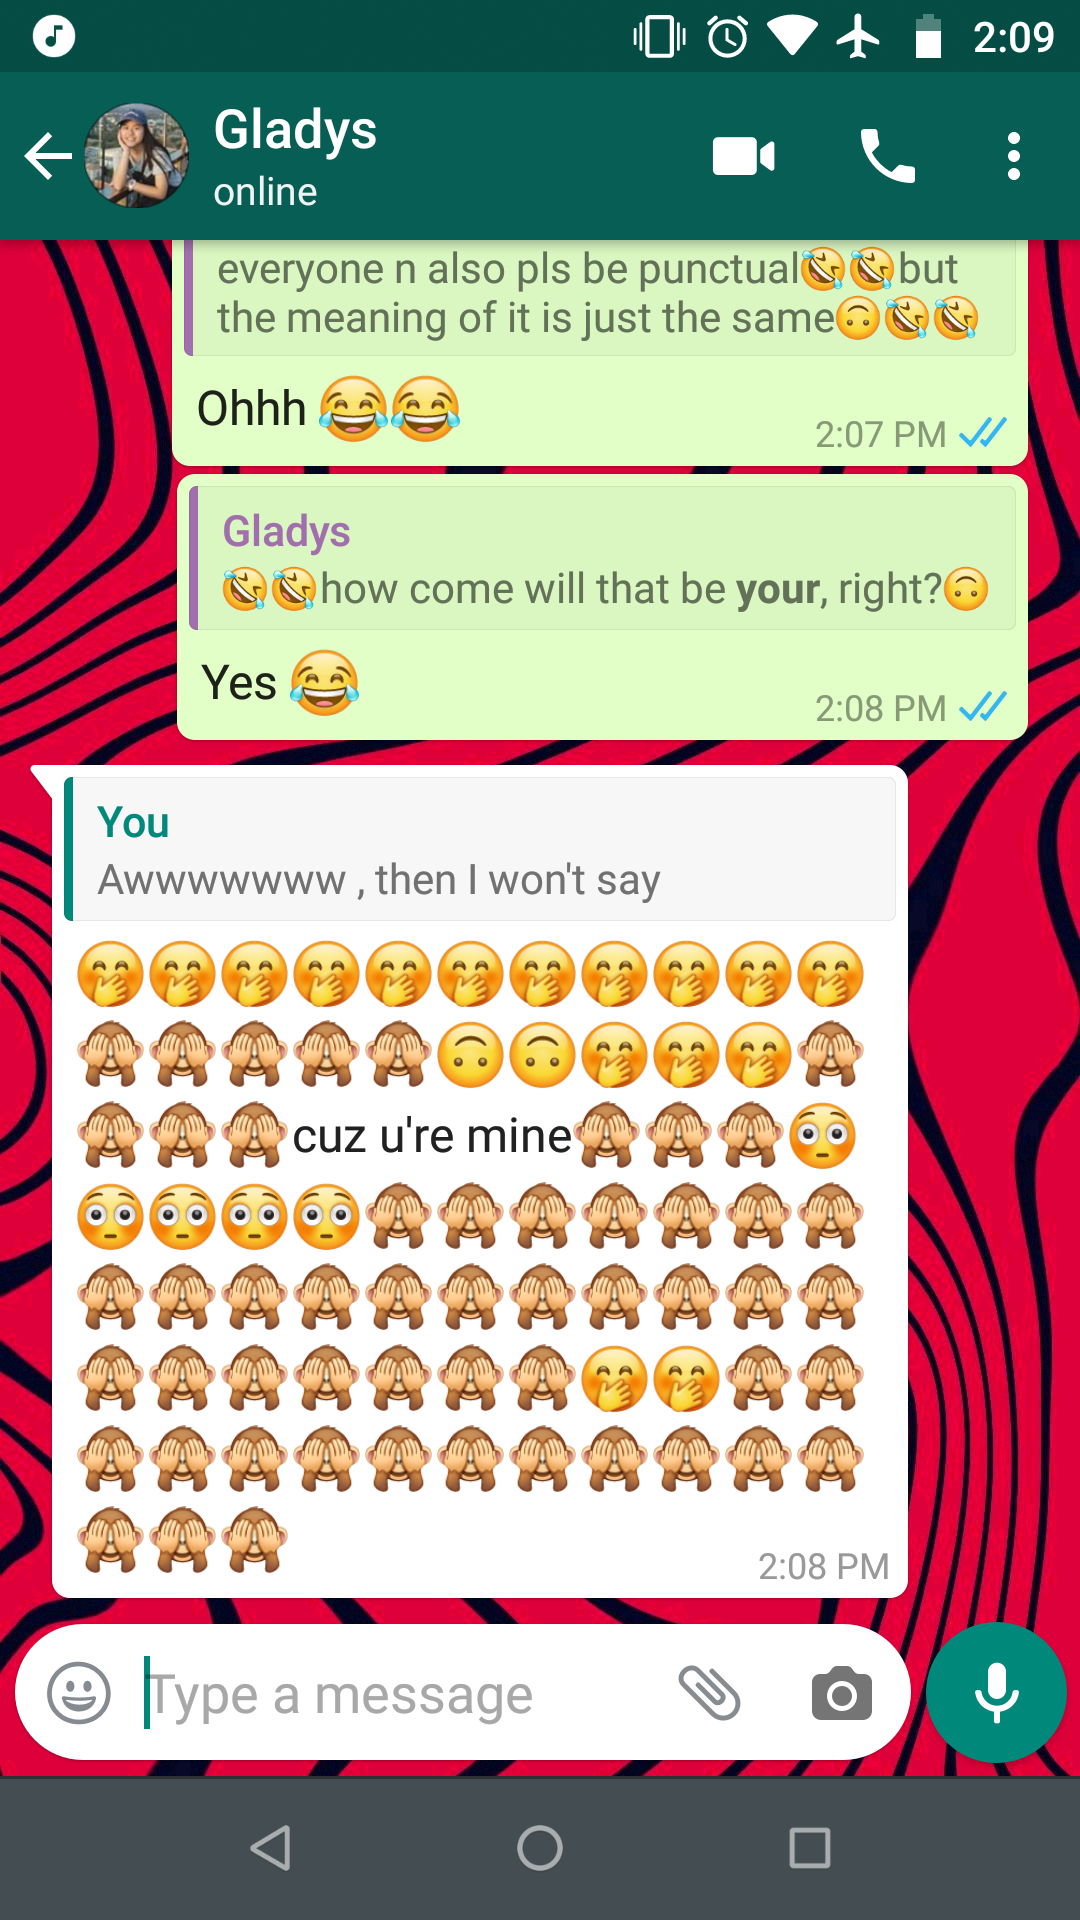 2:09
Gladys
online
everyone n also pls be punctual🤣🤣but
the meaning of it is just the same🙃🤣🤣
Ohhh 😂😂
2:07 PM
Gladys
🤣🤣how come will that be your, right?🙃
Yes 😂
2:08 PM
You
Awwwwwww , then I won't say
🤭🤭🤭🤭🤭🤭🤭🤭🤭🤭🤭
🙈🙈🙈🙈🙈🙃🙃🤭🤭🤭🙈
🙈🙈🙈cuz u're mine🙈🙈🙈😳
😳😳😳😳🙈🙈🙈🙈🙈🙈🙈
🙈🙈🙈🙈🙈🙈🙈🙈🙈🙈🙈
🙈🙈🙈🙈🙈🙈🙈🤭🤭🙈🙈
🙈🙈🙈🙈🙈🙈🙈🙈🙈🙈🙈
🙈🙈🙈
2:08 PM
Type a message